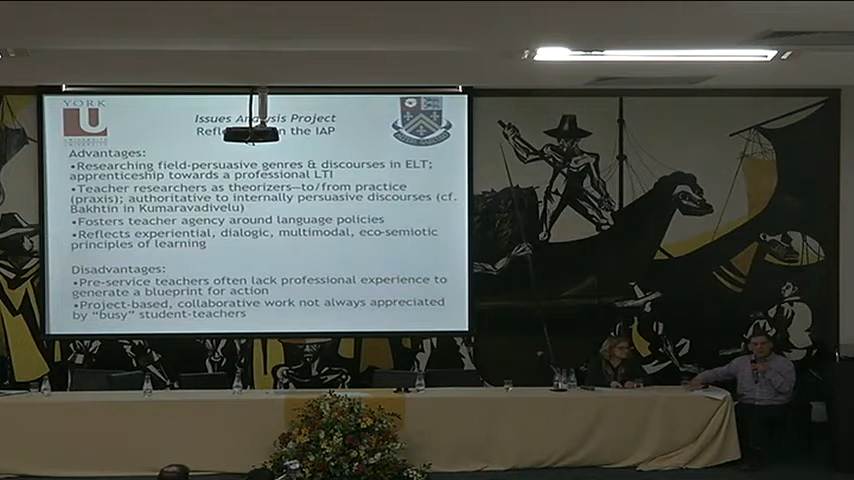 YORK
U
Issues Analysis Project
Refle n the IAP
Advantages:
•Researching field-persuasive genres & discourses in ELT;
apprenticeship towards a professional LTI
•Teacher researchers as theorizers—to/from practice
(praxis); authoritative to internally persuasive discourses (cf.
Bakhtin in Kumaravadivelu)
•Fosters teacher agency around language policies
•Reflects experiential, dialogic, multimodal, eco-semiotic
principles of learning
Disadvantages:
•Pre-service teachers often lack professional experience to
generate a blueprint for action
•Project-based, collaborative work not always appreciated
by “busy” student-teachers